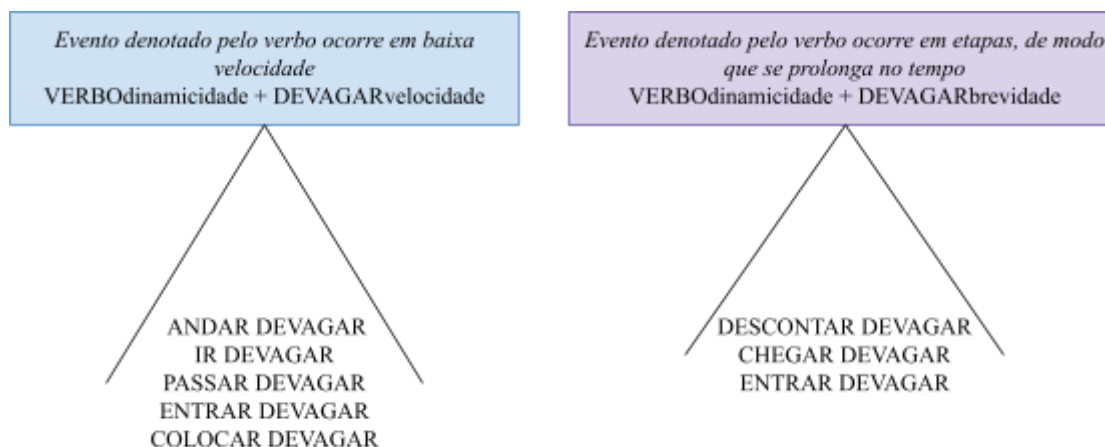 Evento denotado pelo verbo ocorre em baixa
velocidade
VERBOdinamicidade + DEVAGARvelocidade
ANDAR DEVAGAR
IR DEVAGAR
PASSAR DEVAGAR
ENTRAR DEVAGAR
COLOCAR DEVAGAR
Evento denotado pelo verbo ocorre em etapas, de modo
que se prolonga no tempo
VERBOdinamicidade + DEVAGARbrevidade
DESCONTAR DEVAGAR
CHEGAR DEVAGAR
ENTRAR DEVAGAR